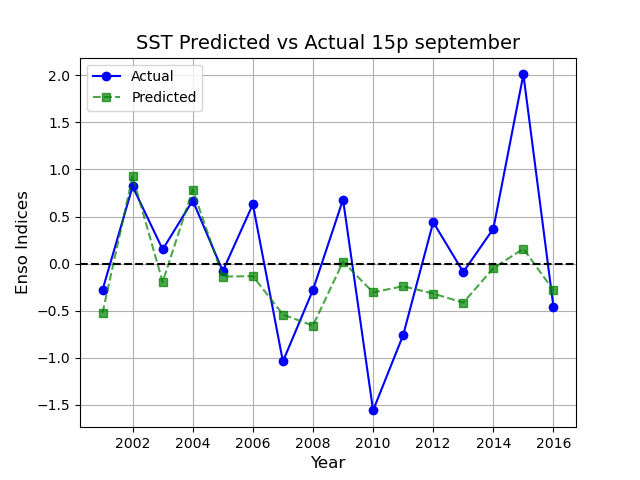 SST Predicted vs Actual 15p september
Actual
Predicted
2.0
1.5
1.0
0.5
0.0
−0.5
−1.0
−1.5
Enso Indices
2002 2004 2006 2008 2010 2012 2014 2016
Year